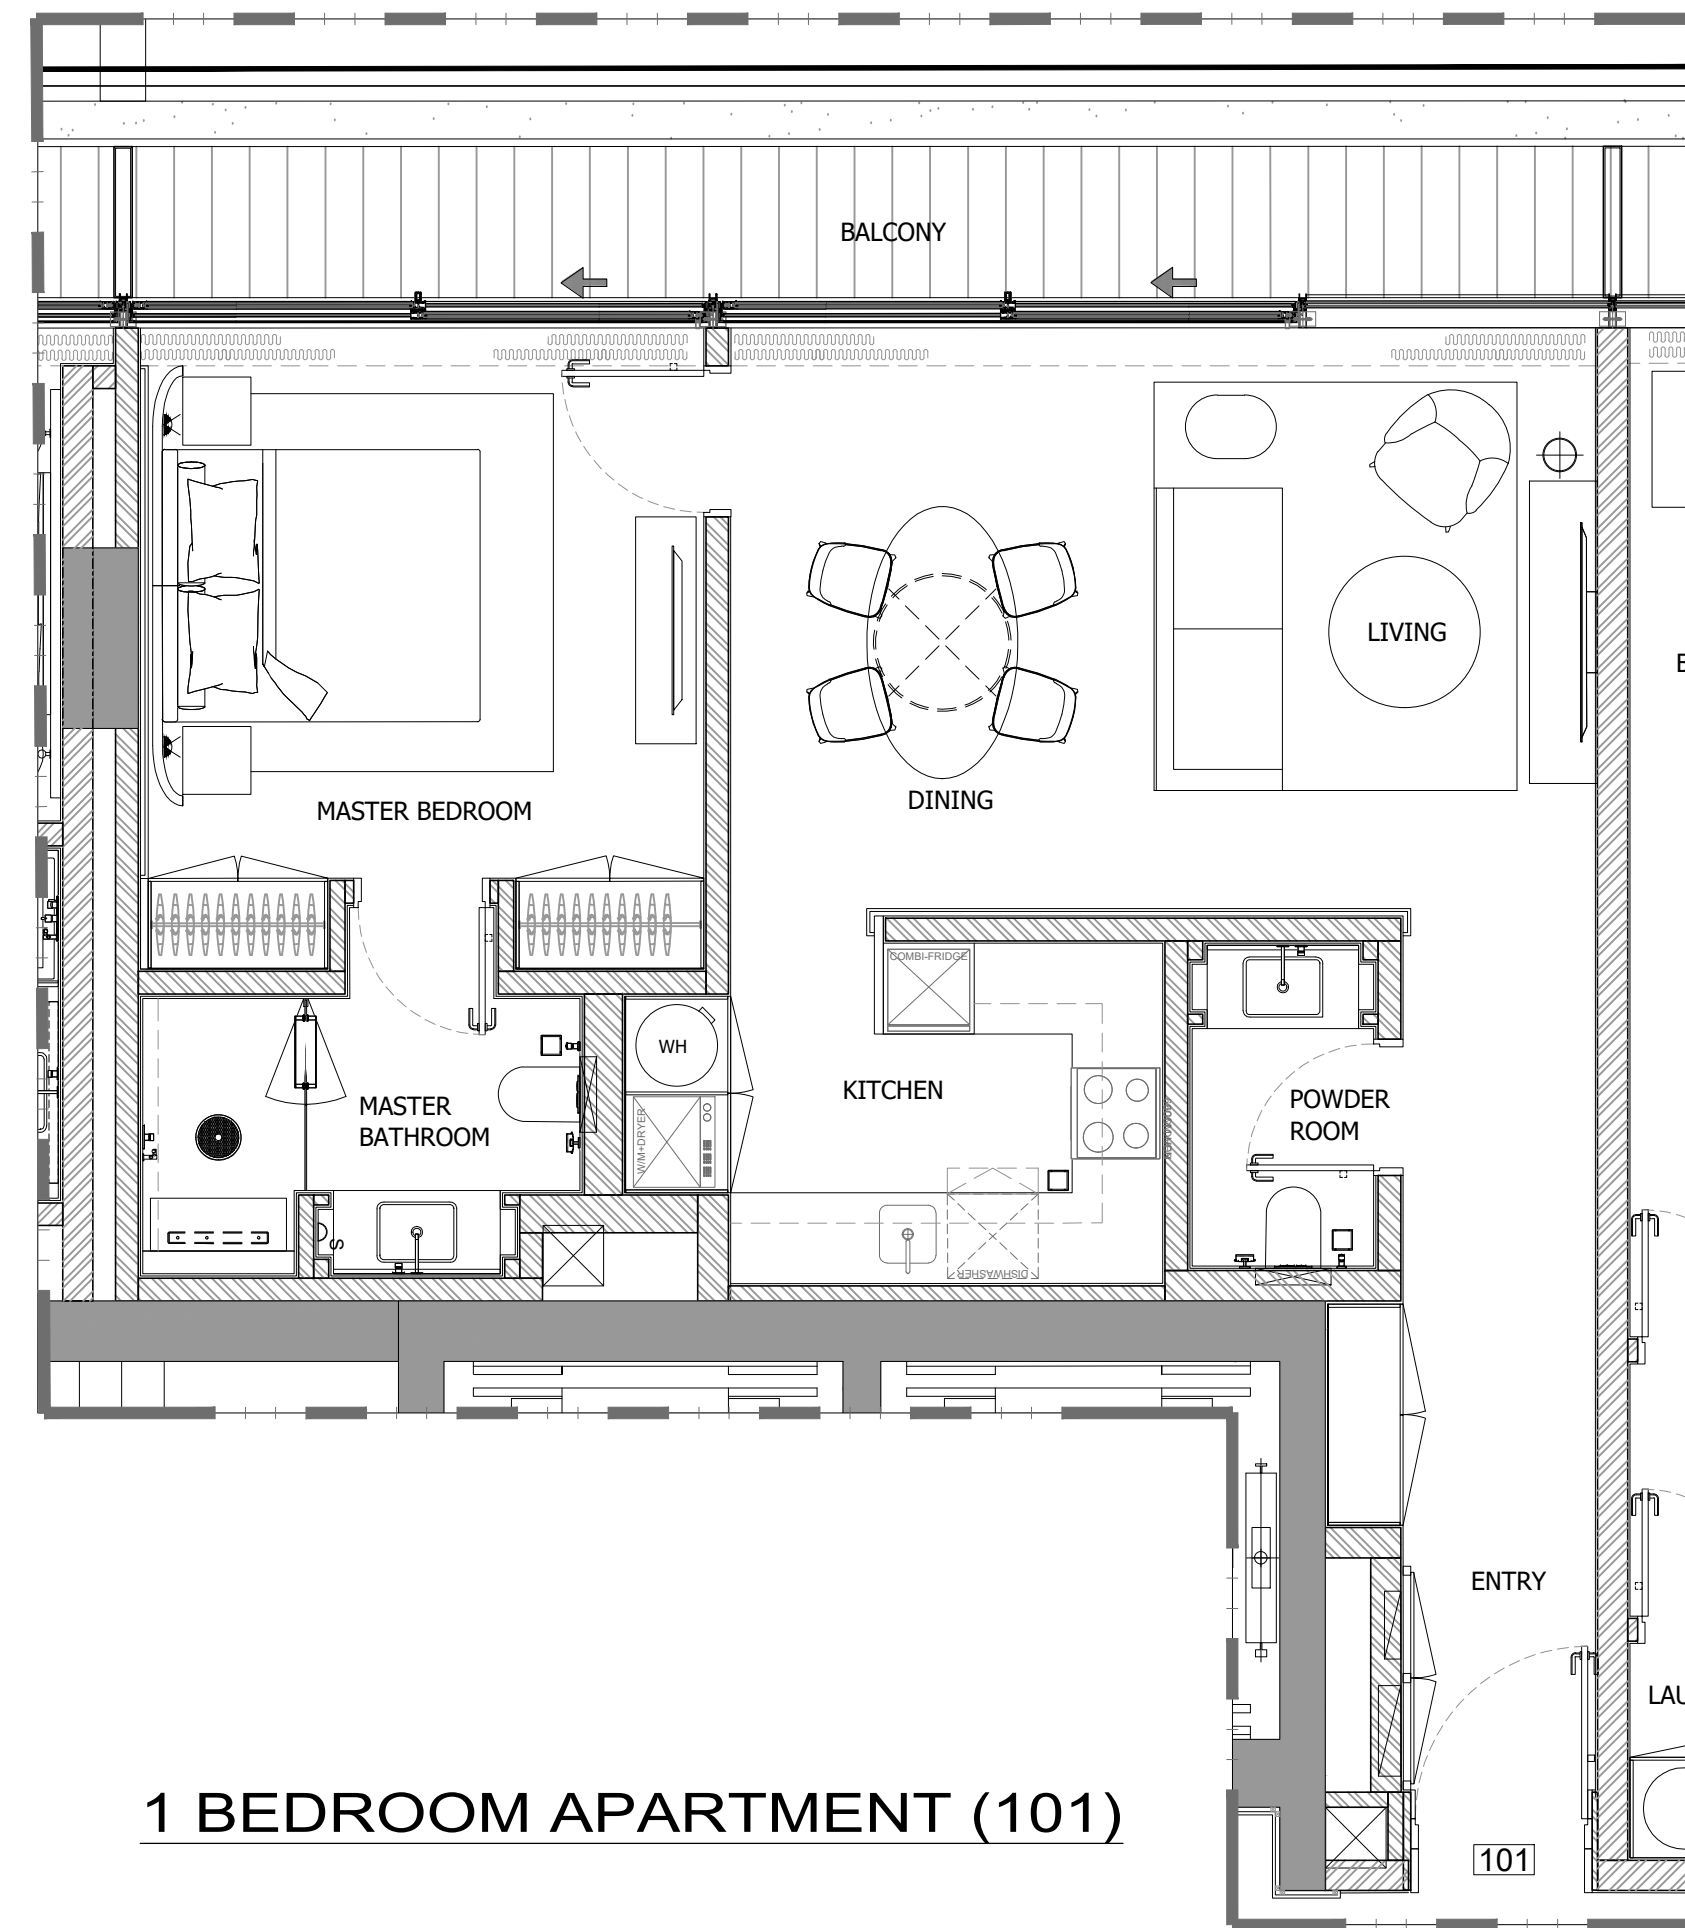 BALCONY
LIVING
DINING
MASTER BEDROOM
COMBI-FRIDGE
WH
KITCHEN
POWDER
ROOM
MASTER
BATHROOM
W/M+DRYER
S
DISHWASHER
ENTRY
LAU
1 BEDROOM APARTMENT (101)
101